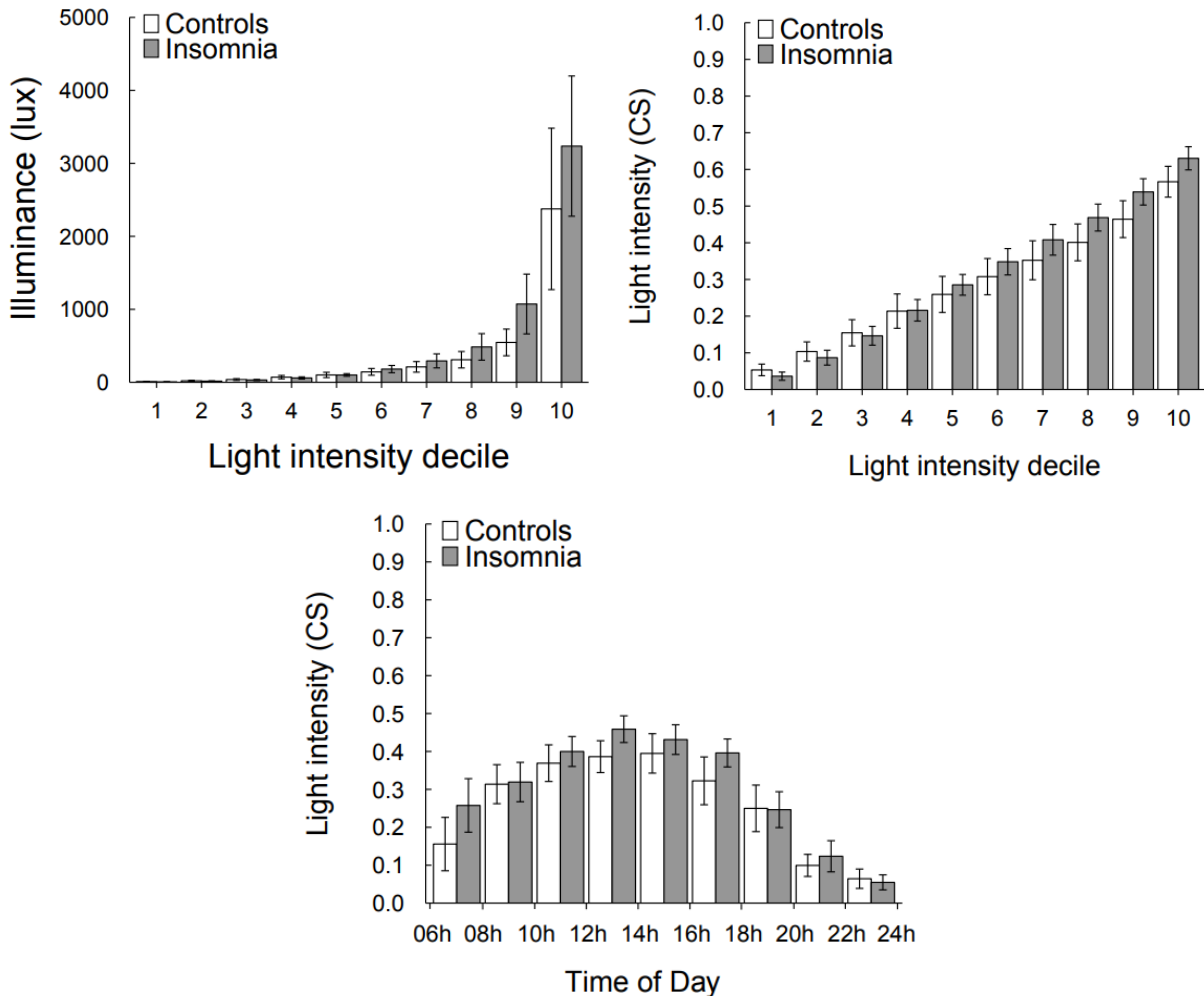 Controls
Insomnia
Illuminance (lux)
5000
4000
3000
2000
1000
0
1 2 3 4 5 6 7 8 9 10
Light intensity decile
Controls
Insomnia
Light intensity (CS)
1.0
0.9
0.8
0.7
0.6
0.5
0.4
0.3
0.2
0.1
0.0
1 2 3 4 5 6 7 8 9 10
Light intensity decile
Controls
Insomnia
Light intensity (CS)
1.0
0.9
0.8
0.7
0.6
0.5
0.4
0.3
0.2
0.1
0.0
06h 08h 10h 12h 14h 16h 18h 20h 22h 24h
Time of Day